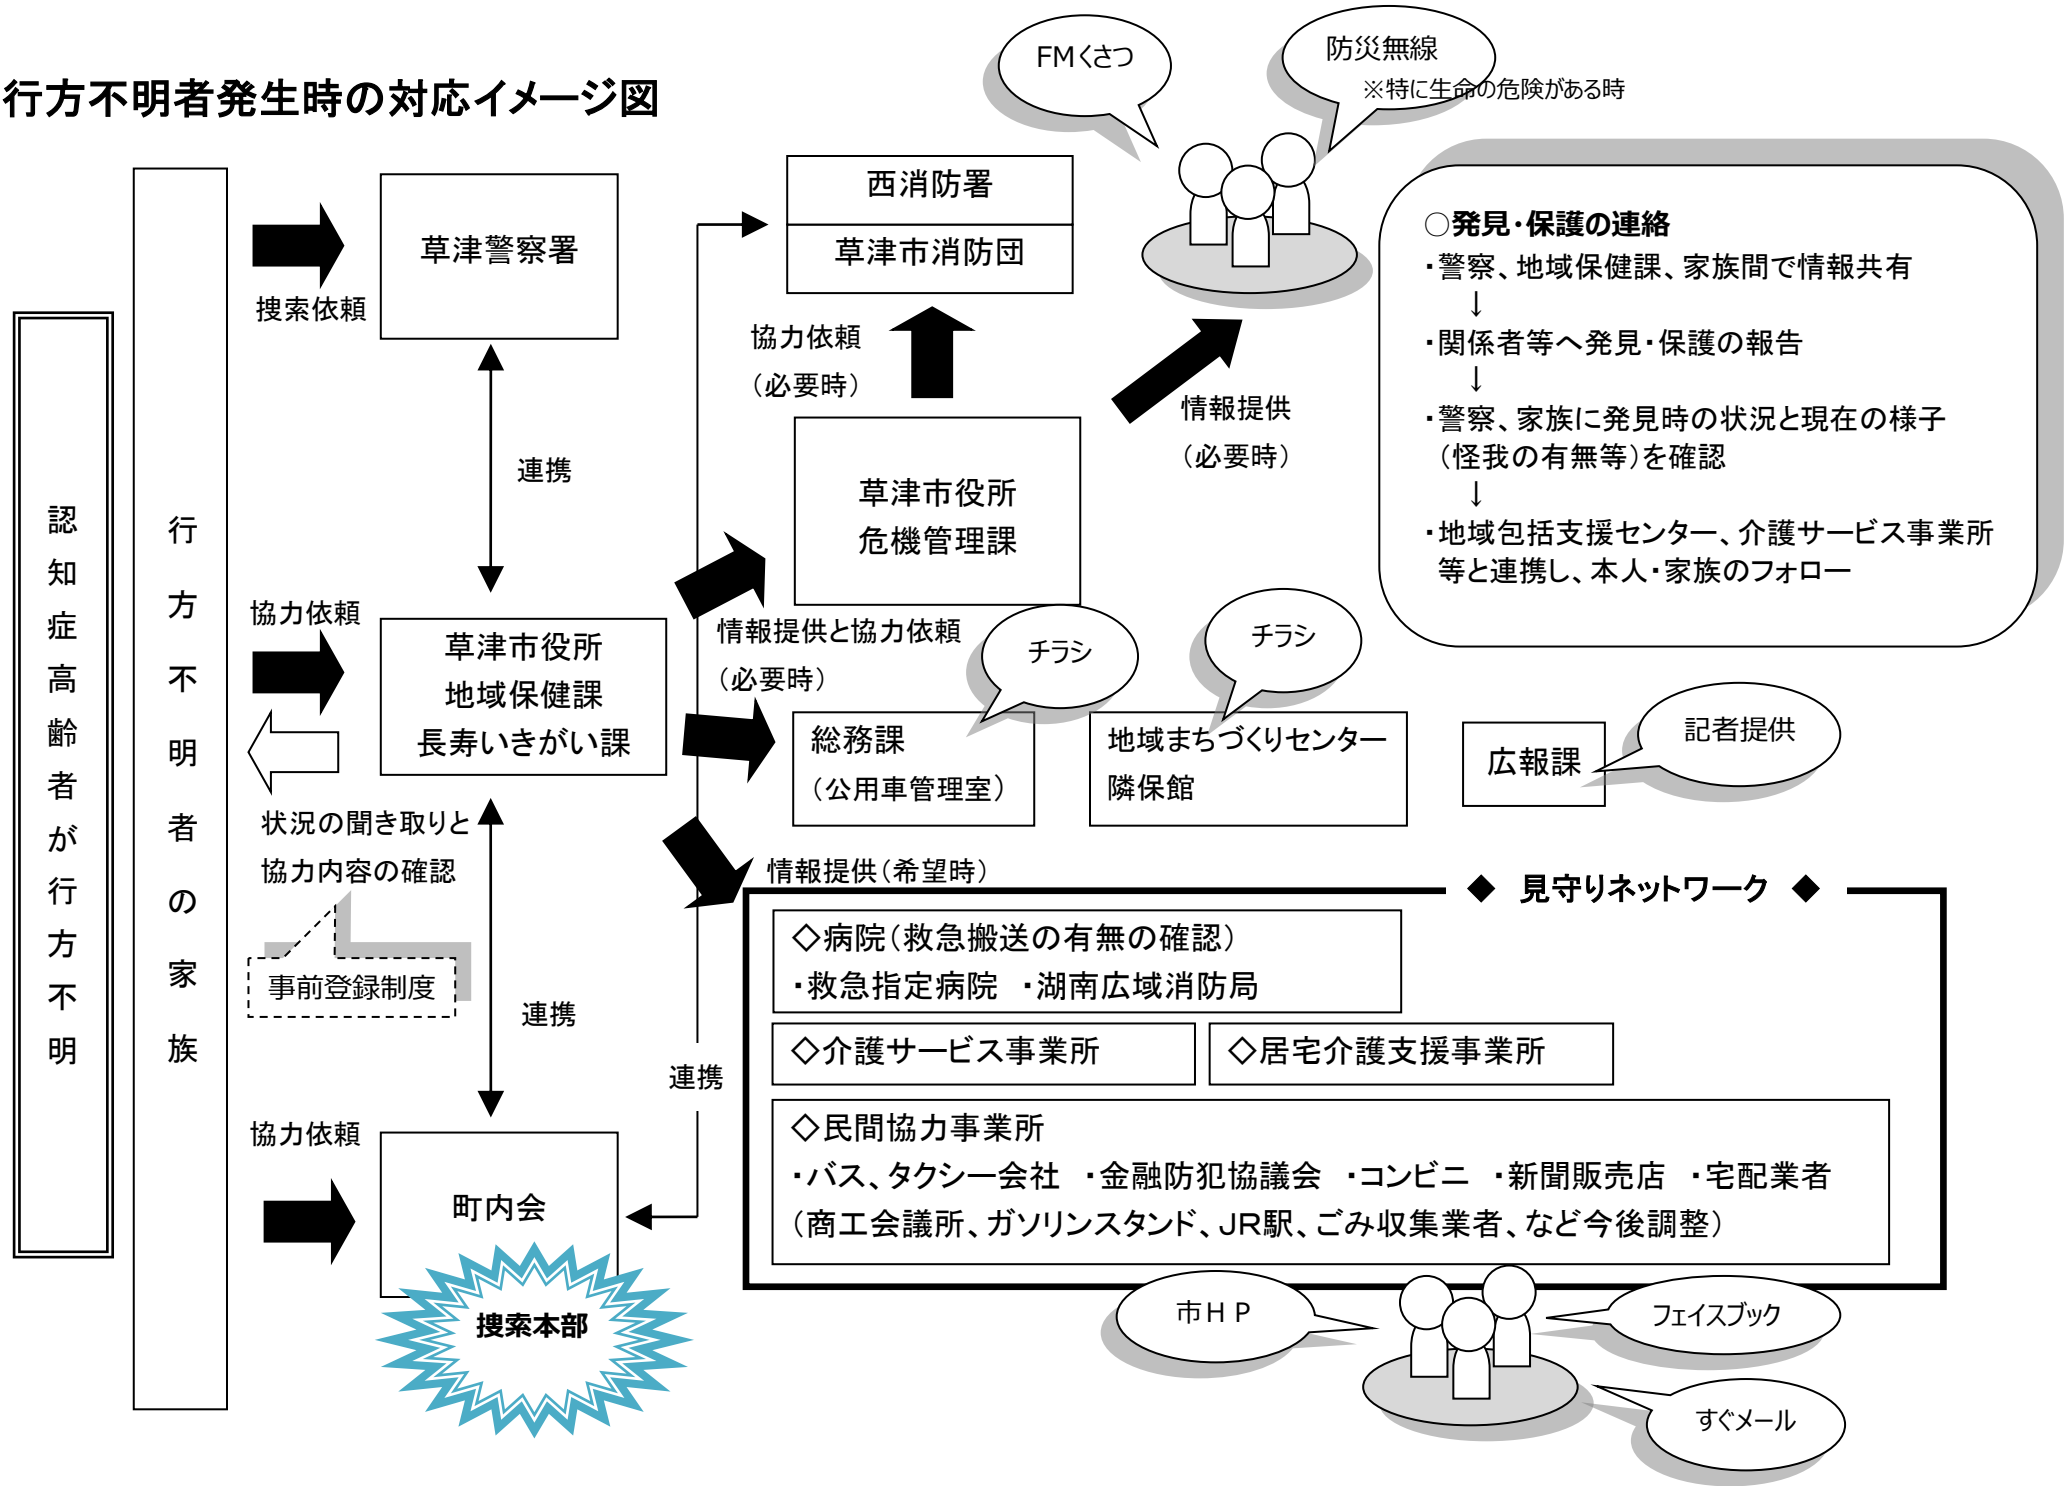 行方不明者発生時の対応イメージ図
FMくさつ
防災無線
※特に生命の危険がある時
認知症高齢者が行方不明
行方不明者の家族
捜索依頼
草津警察署
連携
協力依頼
草津市役所
地域保健課
長寿いきがい課
状況の聞き取りと
協力内容の確認
事前登録制度
連携
協力依頼
町内会
捜索本部
連携
西消防署
草津市消防団
協力依頼
（必要時）
情報提供
（必要時）
草津市役所
危機管理課
情報提供と協力依頼
（必要時）
チラシ
チラシ
総務課
（公用車管理室）
地域まちづくりセンター
隣保館
広報課
記者提供
○発見・保護の連絡
・警察、地域保健課、家族間で情報共有
↓
・関係者等へ発見・保護の報告
↓
・警察、家族に発見時の状況と現在の様子
（怪我の有無等）を確認
↓
・地域包括支援センター、介護サービス事業所
等と連携し、本人・家族のフォロー
情報提供（希望時）
◆　見守りネットワーク　◆
◇病院（救急搬送の有無の確認）
・救急指定病院　・湖南広域消防局
◇介護サービス事業所
◇居宅介護支援事業所
◇民間協力事業所
・バス、タクシー会社　・金融防犯協議会　・コンビニ　・新聞販売店　・宅配業者
（商工会議所、ガソリンスタンド、JR駅、ごみ収集業者、など今後調整）
市ＨＰ
フェイスブック
すぐメール